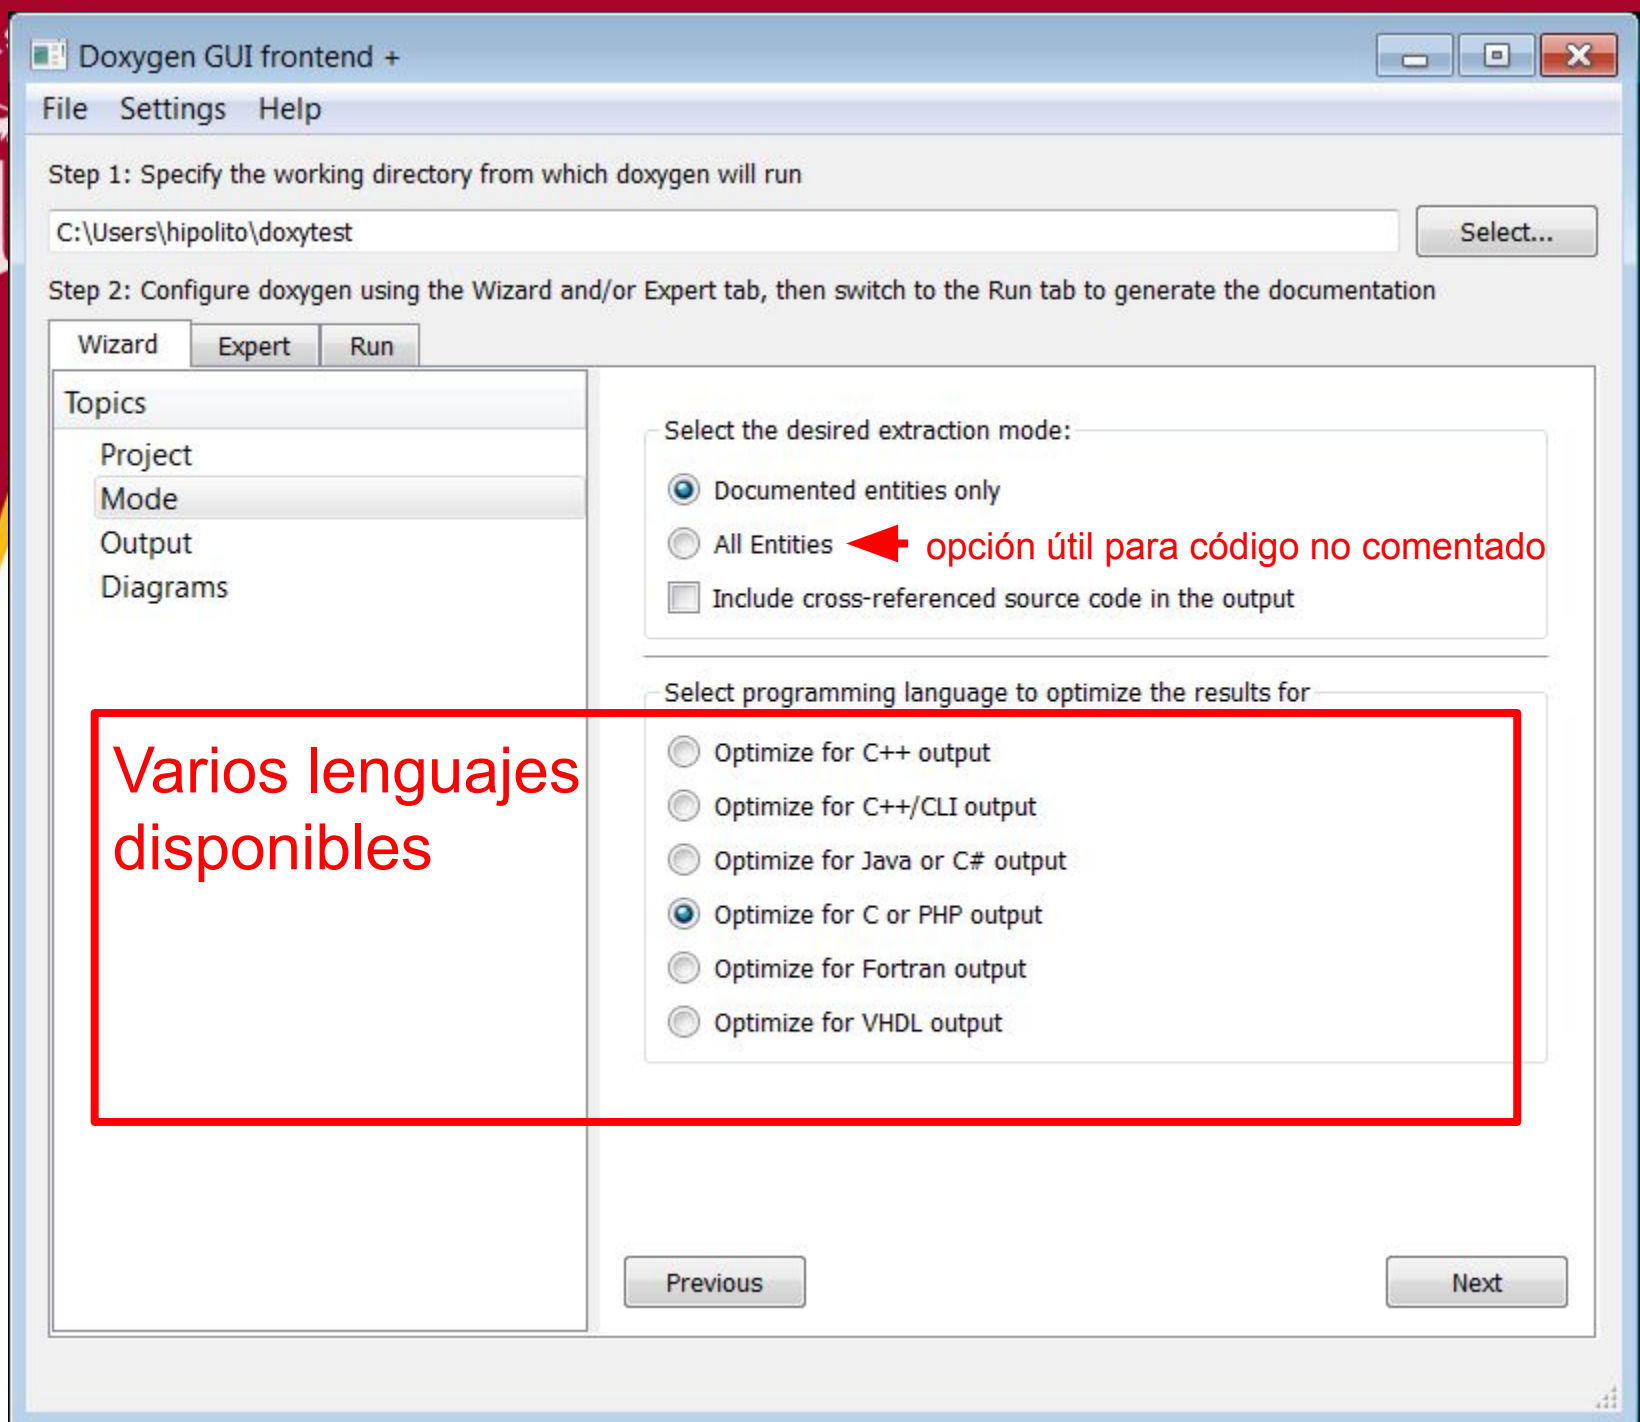 Doxygen GUI frontend +
File Settings Help
Step 1: Specify the working directory from which doxygen will run
C:\Users\hipolito\doxytest
Select...
Step 2: Configure doxygen using the Wizard and/or Expert tab, then switch to the Run tab to generate the documentation
Wizard Expert Run
Topics
Project
Mode
Output
Diagrams
Select the desired extraction mode:
Documented entities only
All Entities
opción útil para código no comentado
Include cross-referenced source code in the output
Select programming language to optimize the results for
Varios lenguajes
disponibles
Optimize for C++ output
Optimize for C++/CLI output
Optimize for Java or C# output
Optimize for C or PHP output
Optimize for Fortran output
Optimize for VHDL output
Previous
Next